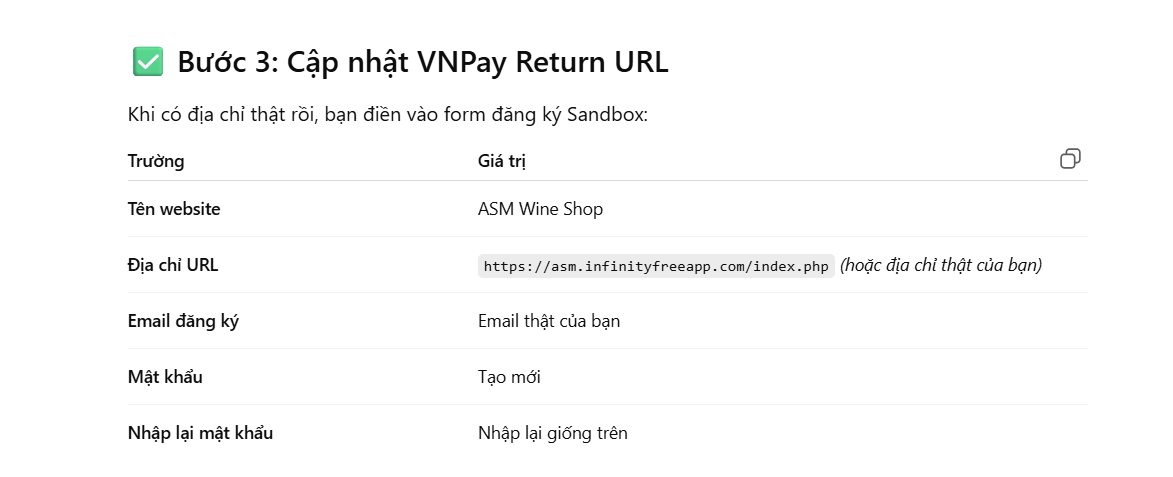 ✅ Bước 3: Cập nhật VNPay Return URL
Khi có địa chỉ thật rồi, bạn điền vào form đăng ký Sandbox:
Trường Giá trị
Tên website ASM Wine Shop
Địa chỉ URL https://asm.infinityfreeapp.com/index.php (hoặc địa chỉ thật của bạn)
Email đăng ký Email thật của bạn
Mật khẩu Tạo mới
Nhập lại mật khẩu Nhập lại giống trên